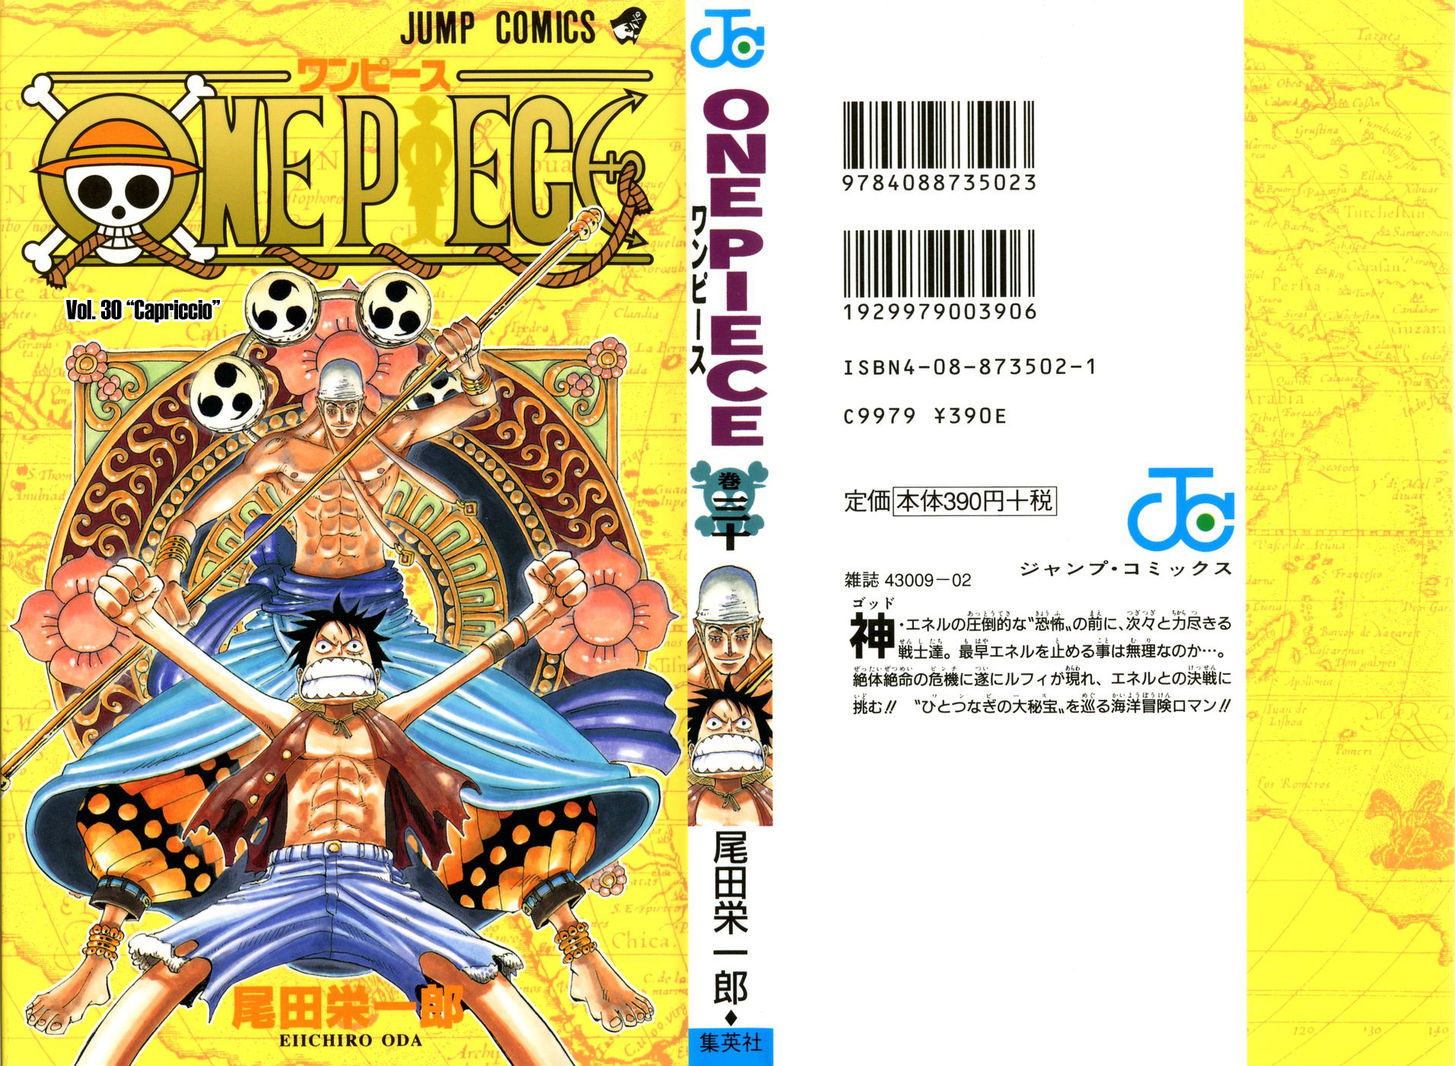 JUMP COMICS
ワンピース
ONE PIECE
Vol. 30 “Capriccio”
尾田栄一郎
EIICHIRO ODA
JC
ONE PIECE
ワンピース
巻三十
尾田栄一郎
集英社
9784088735023
1929979003906
ISBN4-08-873502-1
C9979 ¥390E
定価 本体390円+税
JC
ジャンプ・コミックス
雑誌 43009-02
ゴッド
神・エネルの圧倒的な〝恐怖〟の前に、次々と力尽きる
戦士達。最早エネルを止める事は無理なのか…。
絶体絶命の危機に遂にルフィが現れ、エネルとの決戦に
挑む!! 〝ひとつなぎの大秘宝〟を巡る海洋冒険ロマン!!